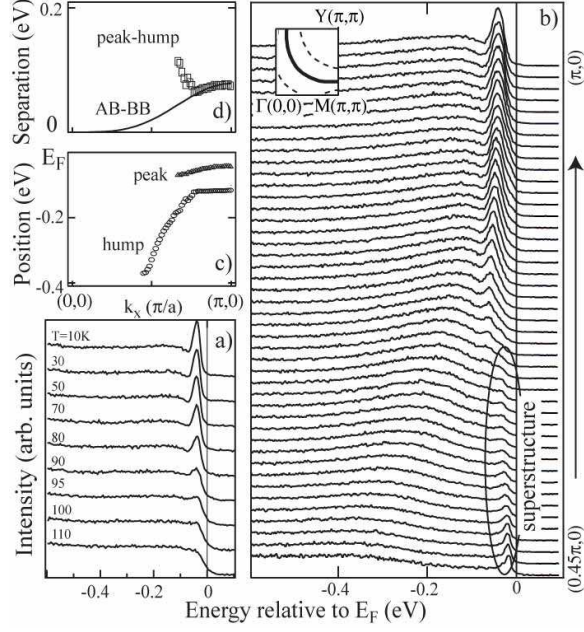 0.2
peak-hump
Separation (eV)
AB-BB
d)
0
E_F
peak
Position (eV)
-0.2
hump
c)
-0.4
(0,0)
k_x (π/a)
(π,0)
a)
T=10K
30
50
70
80
90
95
100
110
Intensity (arb. units)
-0.4
-0.2
0
Y(π,π)
b)
Γ(0,0)
M(π,π)
superstructure
(π,0)
(0.45π,0)
-0.4
-0.2
0
Energy relative to E_F (eV)